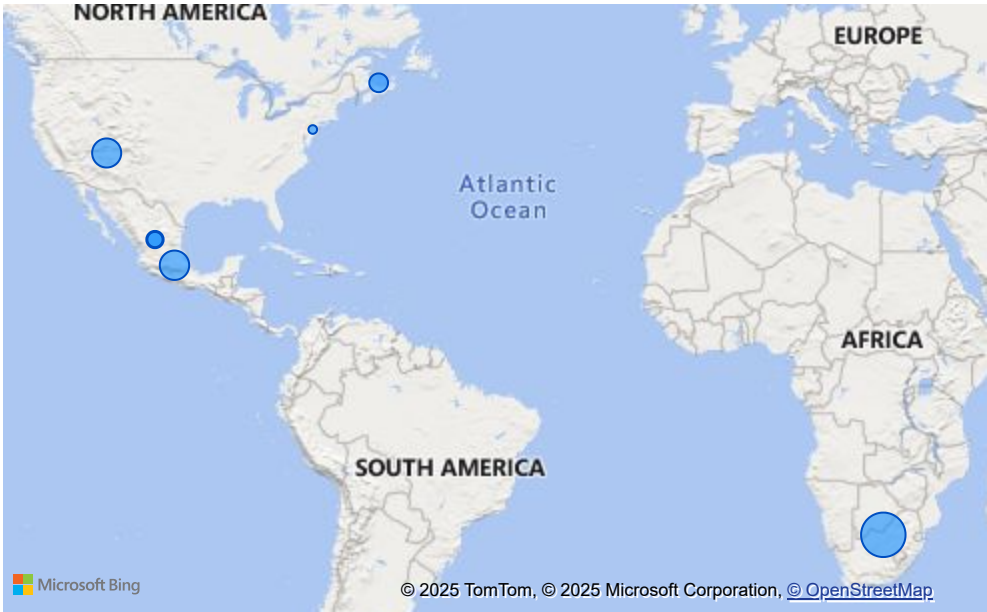 NORTH AMERICA
EUROPE
Atlantic
Ocean
AFRICA
SOUTH AMERICA
Microsoft Bing
© 2025 TomTom, © 2025 Microsoft Corporation, © OpenStreetMap